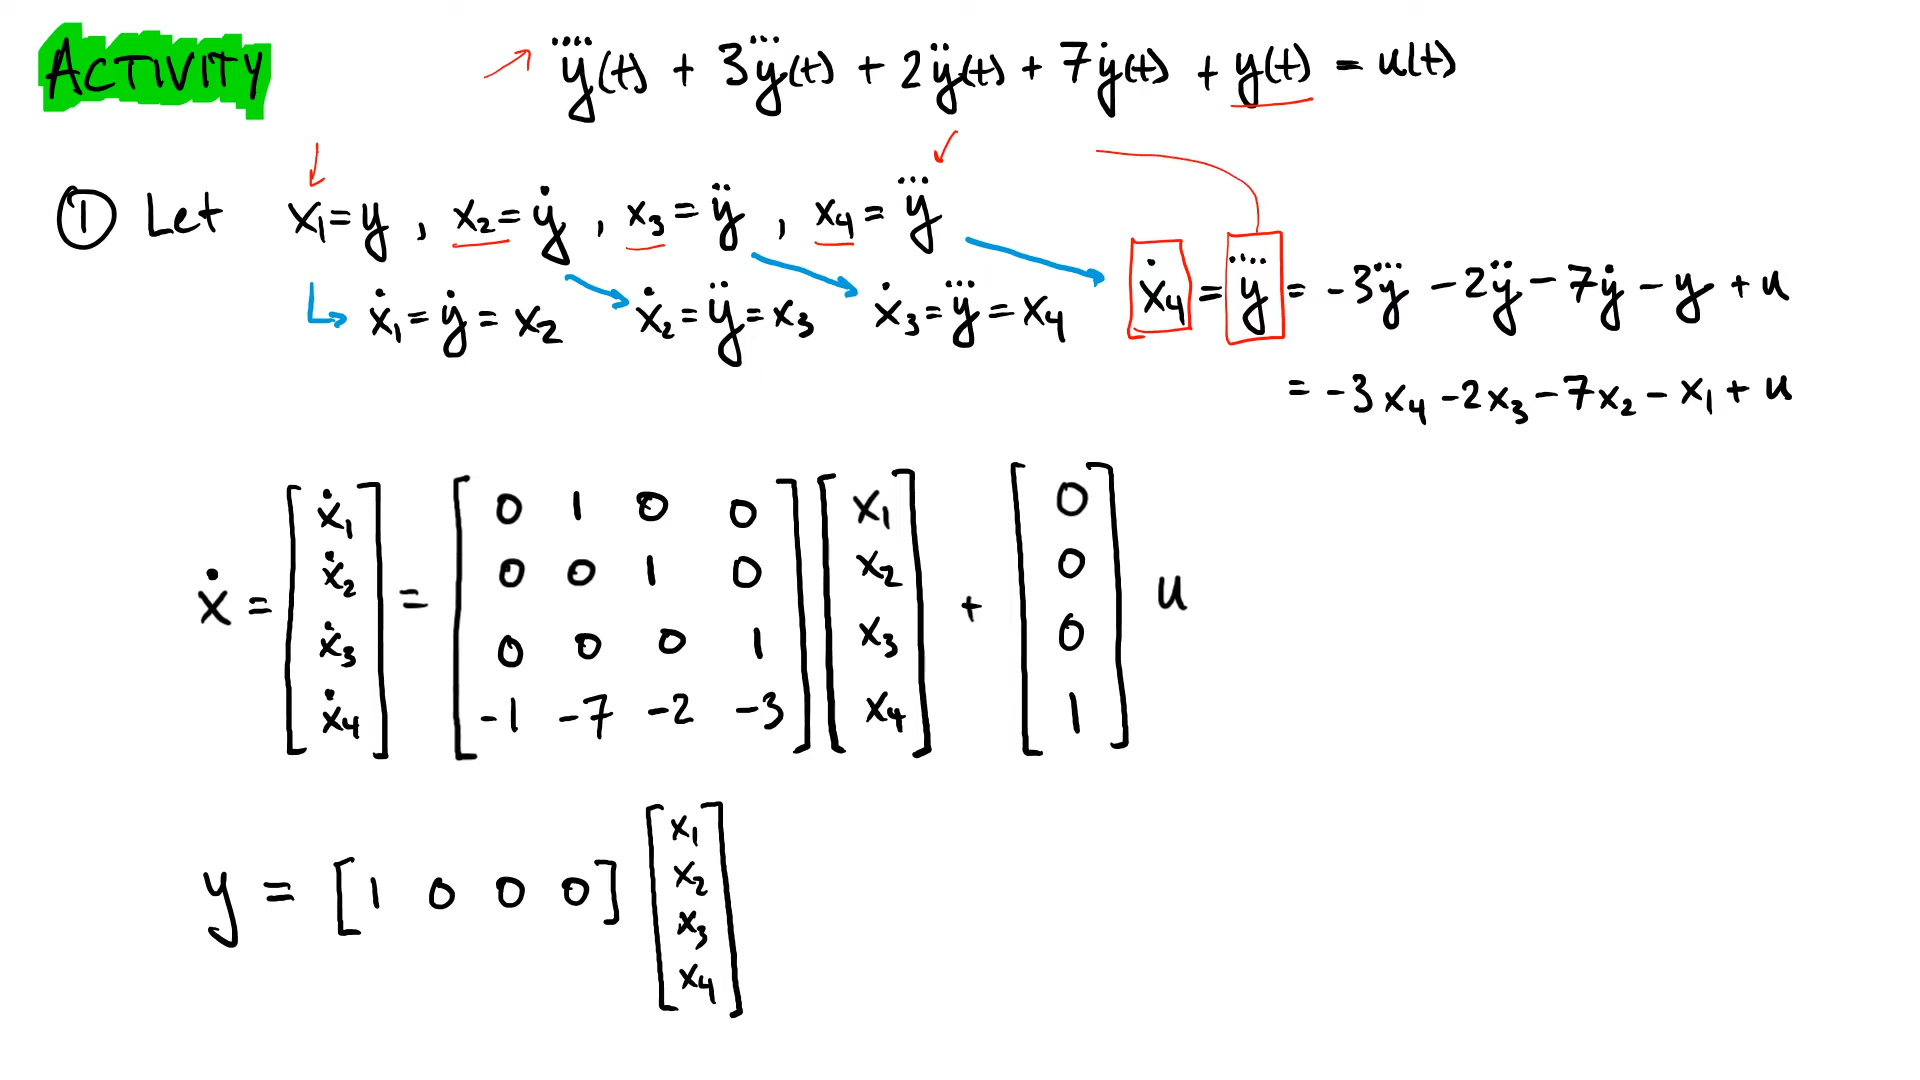 ACTIVITY
y⃜(t) + 3y⃛(t) + 2ÿ(t) + 7ẏ(t) + y(t) = u(t)
① Let x₁ = y , x₂ = ẏ , x₃ = ÿ , x₄ = y⃛
ẋ₁ = ẏ = x₂ ẋ₂ = ÿ = x₃ ẋ₃ = y⃛ = x₄ ẋ₄ = y⃜ = -3y⃛ - 2ÿ - 7ẏ - y + u
= -3x₄ - 2x₃ - 7x₂ - x₁ + u
ẋ = [ẋ₁ ẋ₂ ẋ₃ ẋ₄] = [0 1 0 0; 0 0 1 0; 0 0 0 1; -1 -7 -2 -3] [x₁ x₂ x₃ x₄] + [0 0 0 1] u
y = [1 0 0 0] [x₁ x₂ x₃ x₄]